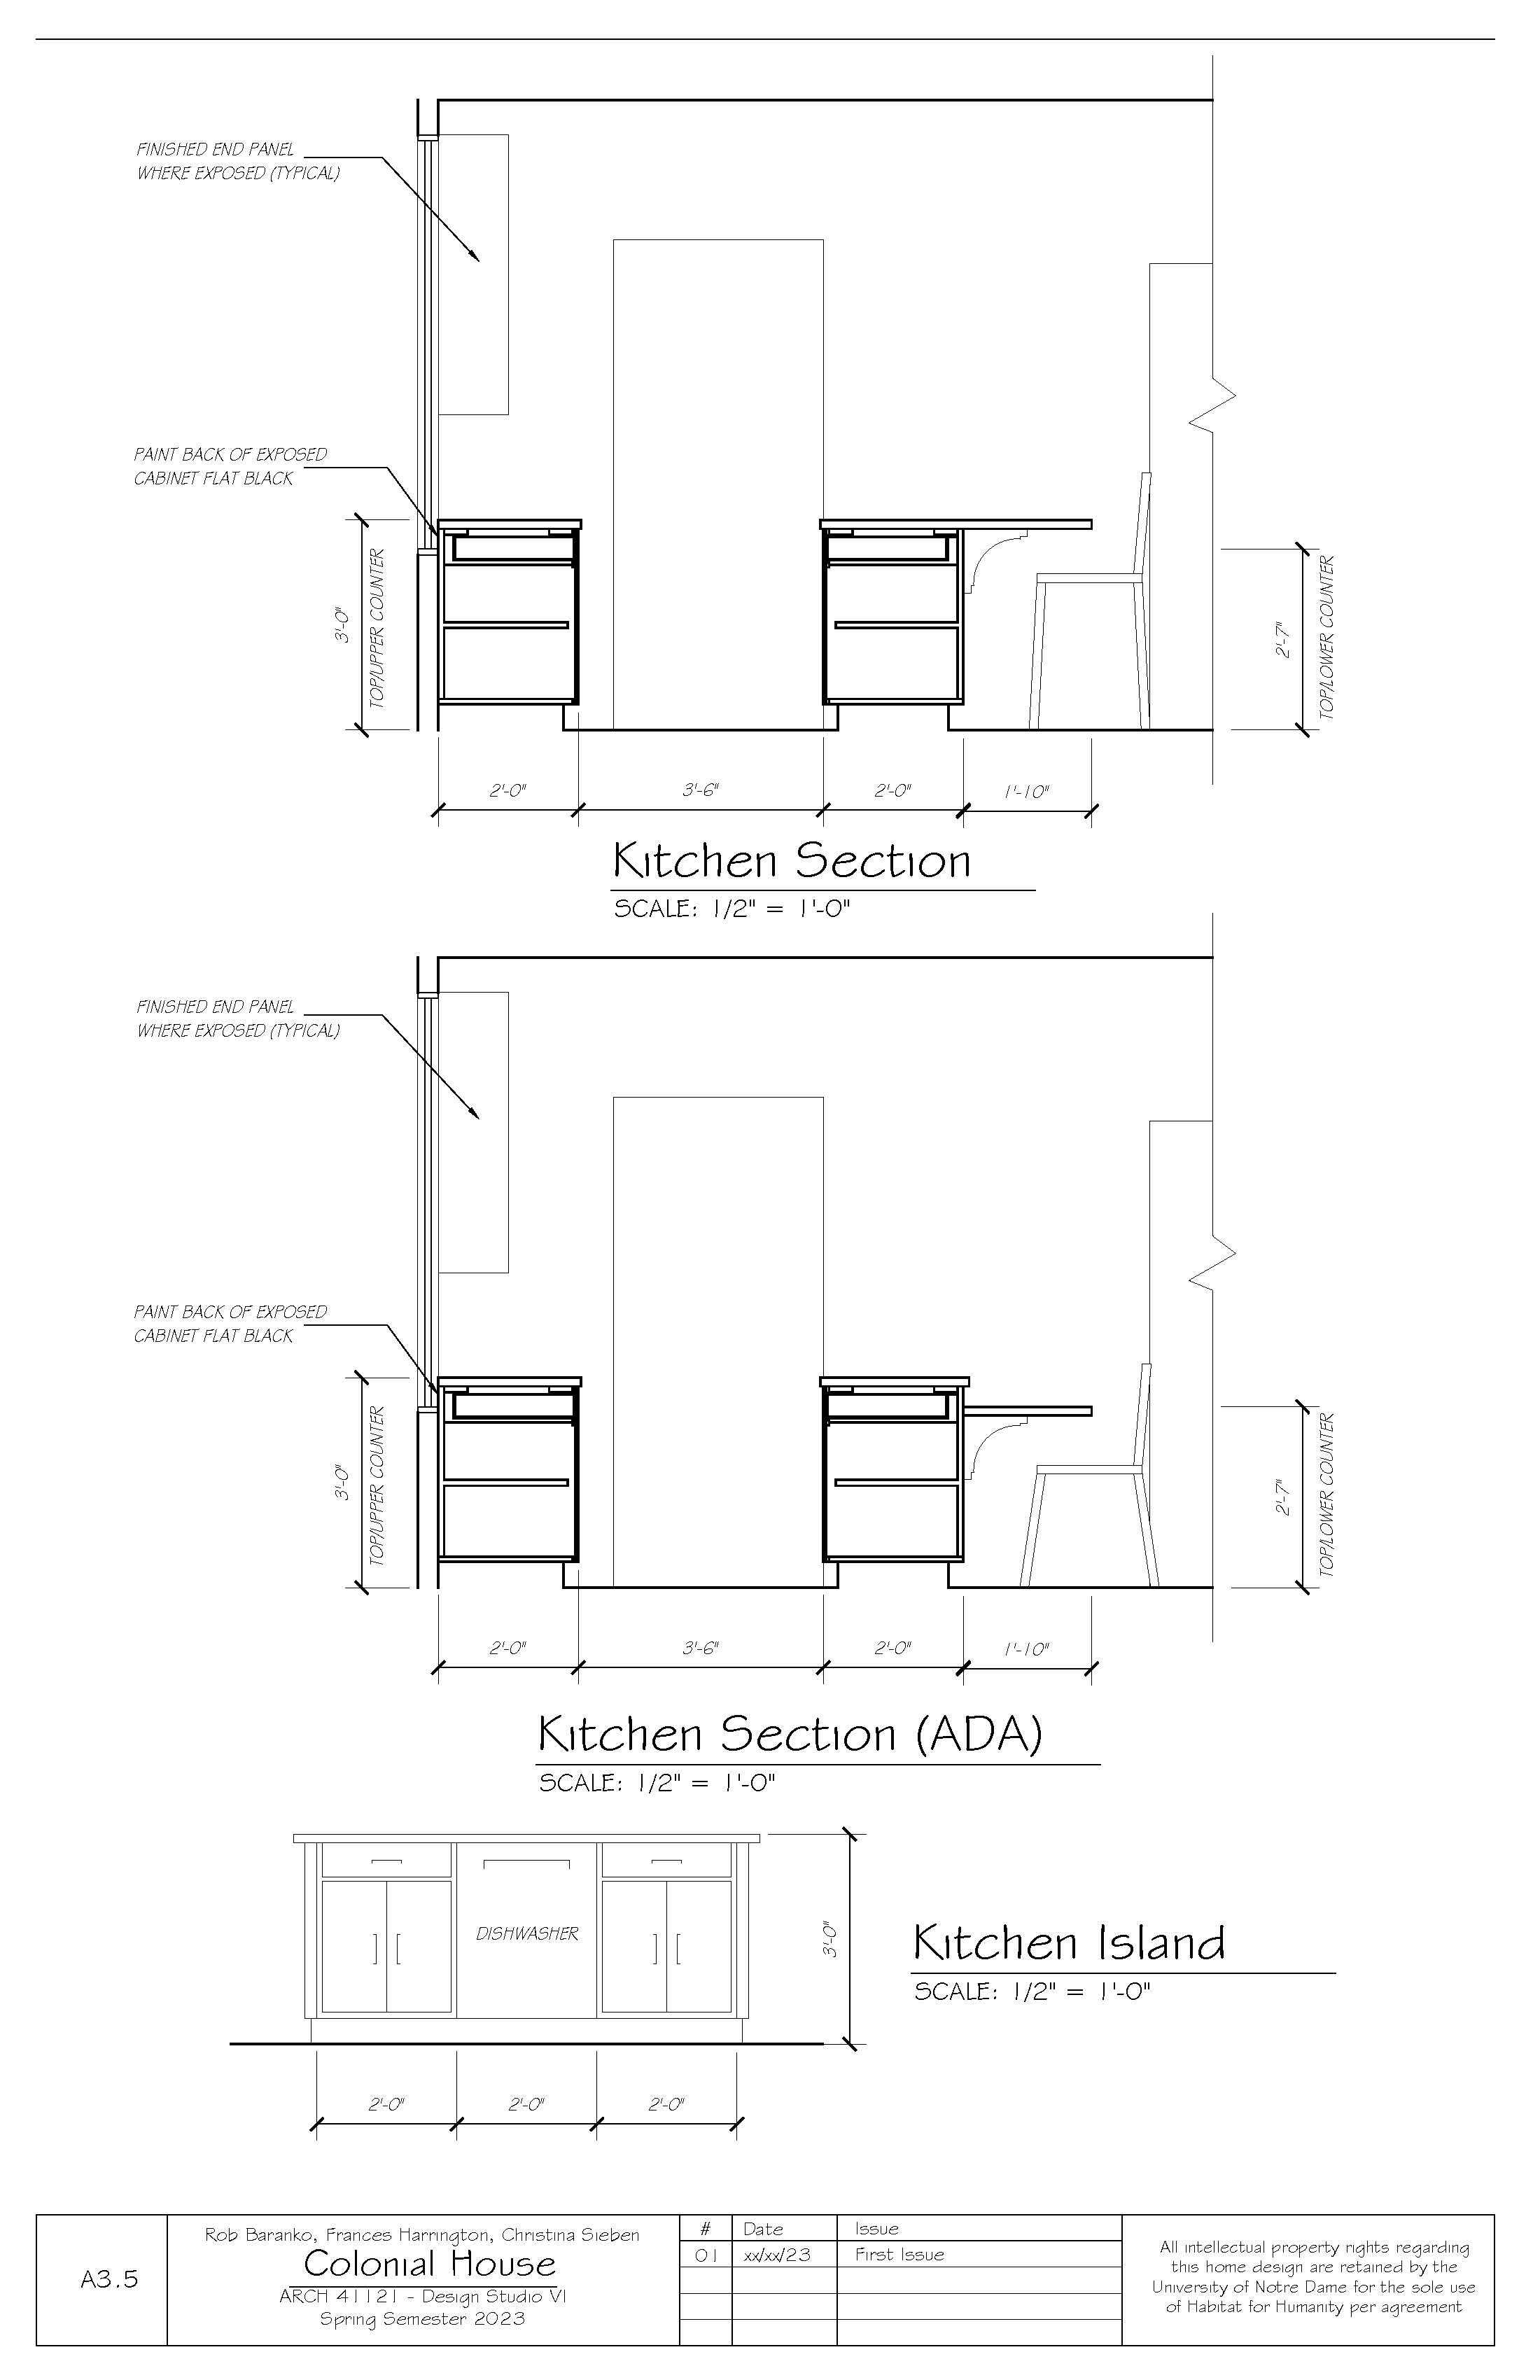 FINISHED END PANEL
WHERE EXPOSED (TYPICAL)
PAINT BACK OF EXPOSED
CABINET FLAT BLACK
3'-0"
TOP/UPPER COUNTER
2'-7"
TOP/LOWER COUNTER
2'-0"
3'-6"
2'-0"
1'-10"
Kitchen Section
SCALE: 1/2" = 1'-0"
FINISHED END PANEL
WHERE EXPOSED (TYPICAL)
PAINT BACK OF EXPOSED
CABINET FLAT BLACK
3'-0"
TOP/UPPER COUNTER
2'-7"
TOP/LOWER COUNTER
2'-0"
3'-6"
2'-0"
1'-10"
Kitchen Section (ADA)
SCALE: 1/2" = 1'-0"
DISHWASHER
3'-0"
Kitchen Island
SCALE: 1/2" = 1'-0"
2'-0"
2'-0"
2'-0"
A3.5
Rob Baranko, Frances Harrington, Christina Sieben
Colonial House
ARCH 41121 - Design Studio VI
Spring Semester 2023
# Date Issue
01 xx/xx/23 First Issue
All intellectual property rights regarding
this home design are retained by the
University of Notre Dame for the sole use
of Habitat for Humanity per agreement